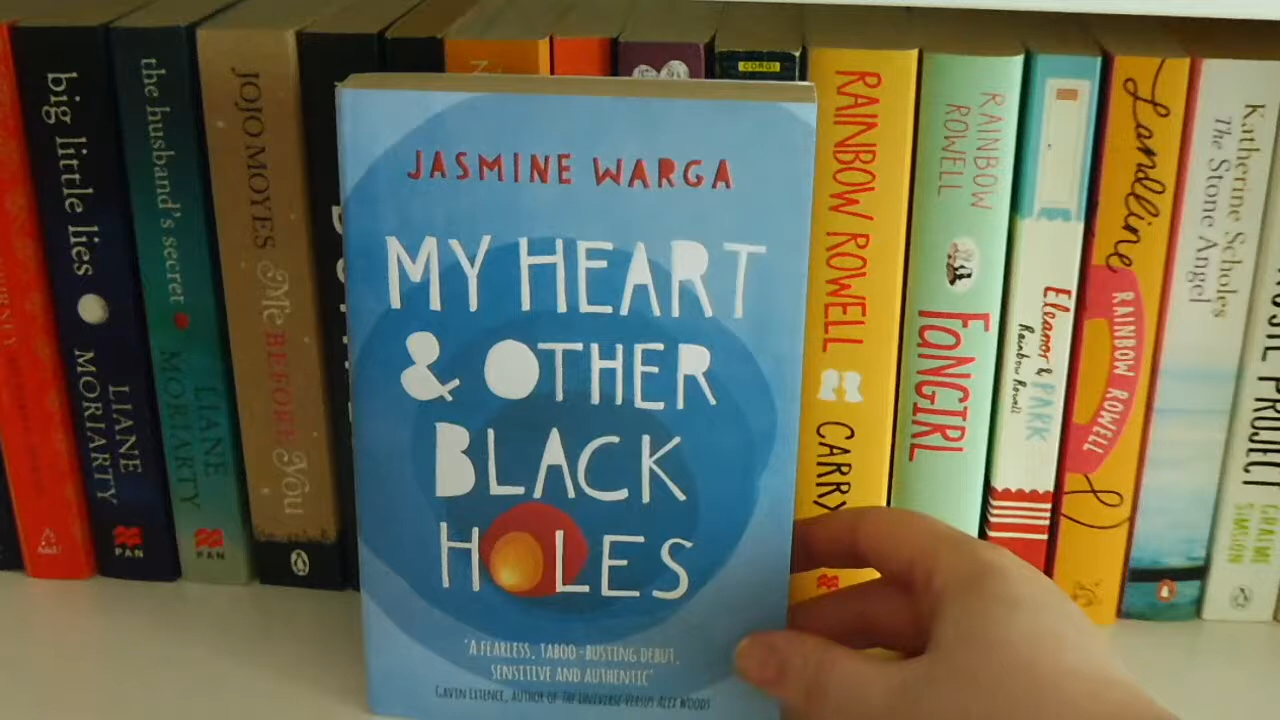 big little lies
LIANE
MORIARTY
PAN
the husband's secret
LIANE
MORIARTY
PAN
JOJO MOYES
Me BEFORE You
JASMINE WARGA
MY HEART
& OTHER
BLACK
HOLES
'A FEARLESS, TABOO-BUSTING DEBUT,
SENSITIVE AND AUTHENTIC'
GAVIN EXTENCE, AUTHOR OF THE UNIVERSE VERSUS ALEX WOODS
CORGI
RAINBOW ROWELL
CARRY
RAINBOW
ROWELL
FANGIRL
Eleanor &
PARK
Rainbow Rowell
Landline
RAINBOW ROWELL
Katherine Scholes
The Stone Angel
PROJECT
GRAEME
SIMSION